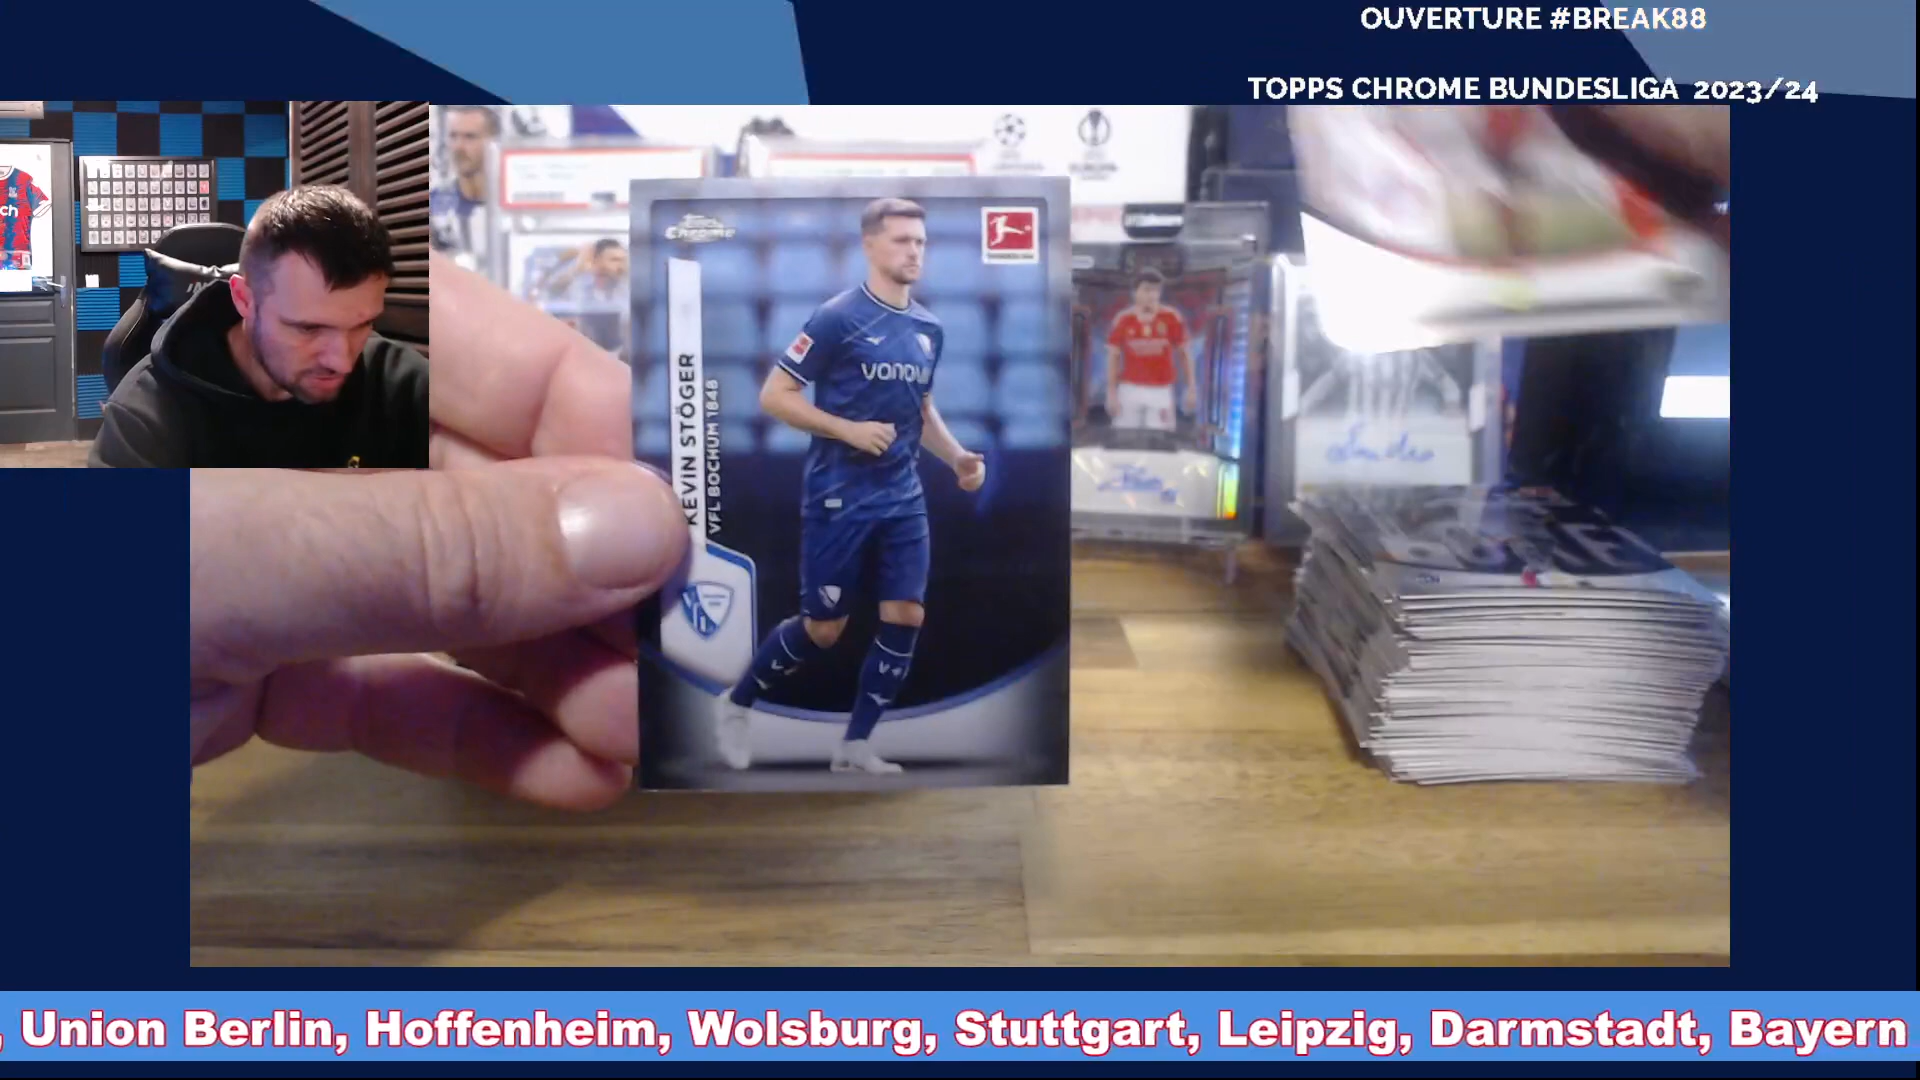 OUVERTURE #BREAK88
TOPPS CHROME BUNDESLIGA 2023/24
Topps
Chrome
KEVIN STÖGER
VFL BOCHUM 1848
, Union Berlin, Hoffenheim, Wolsburg, Stuttgart, Leipzig, Darmstadt, Bayern